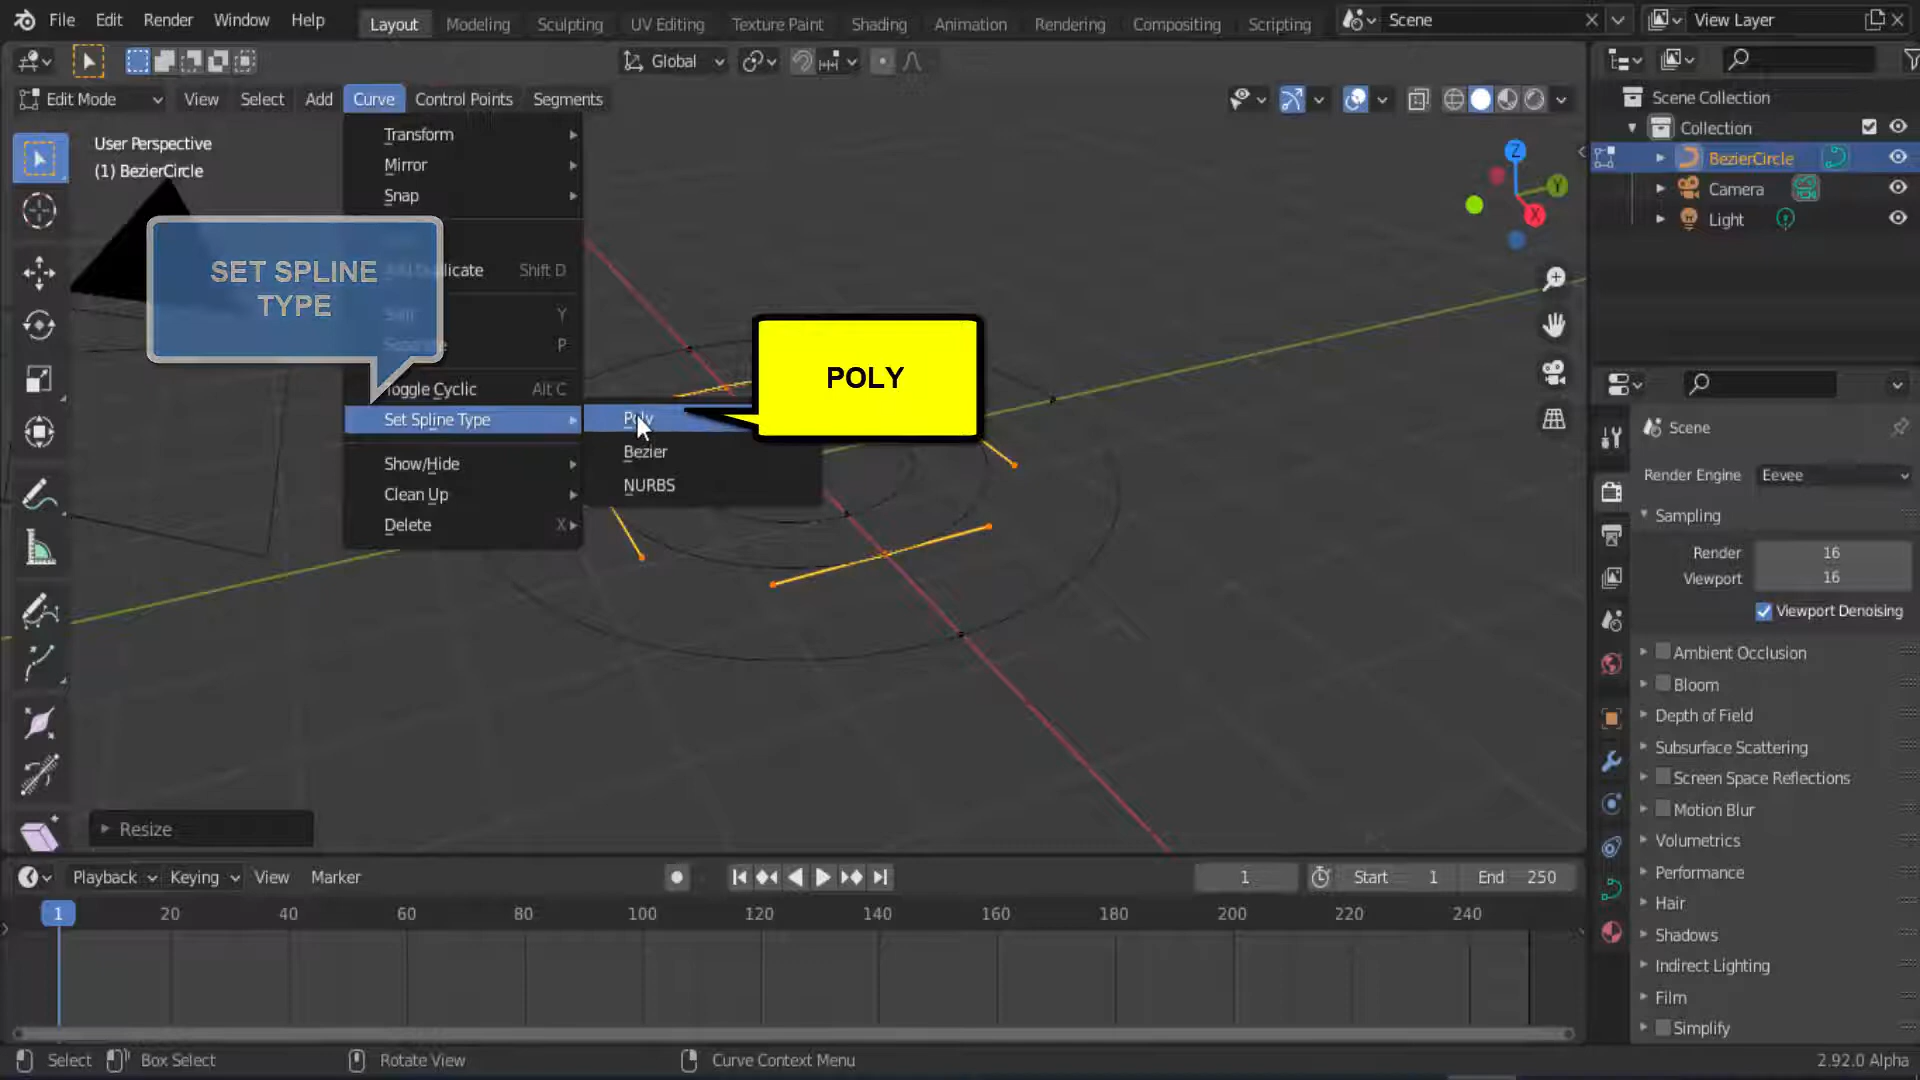 File Edit Render Window Help Layout Modeling Sculpting UV Editing Texture Paint Shading Animation Rendering Compositing Scripting Scene View Layer
Global
Edit Mode View Select Add Curve Control Points Segments
User Perspective
(1) BezierCircle
Transform
Mirror
Snap
Duplicate Shift D
Y
P
Toggle Cyclic Alt C
Set Spline Type
Show/Hide
Clean Up
Delete X
Poly
Bezier
NURBS
SET SPLINE
TYPE
POLY
Z
Y
X
Resize
Scene Collection
Collection
BezierCircle
Camera
Light
Scene
Render Engine Eevee
Sampling
Render 16
Viewport 16
Viewport Denoising
Ambient Occlusion
Bloom
Depth of Field
Subsurface Scattering
Screen Space Reflections
Motion Blur
Volumetrics
Performance
Hair
Shadows
Indirect Lighting
Film
Simplify
Playback Keying View Marker 1 Start 1 End 250
1 20 40 60 80 100 120 140 160 180 200 220 240
Select Box Select Rotate View Curve Context Menu 2.92.0 Alpha